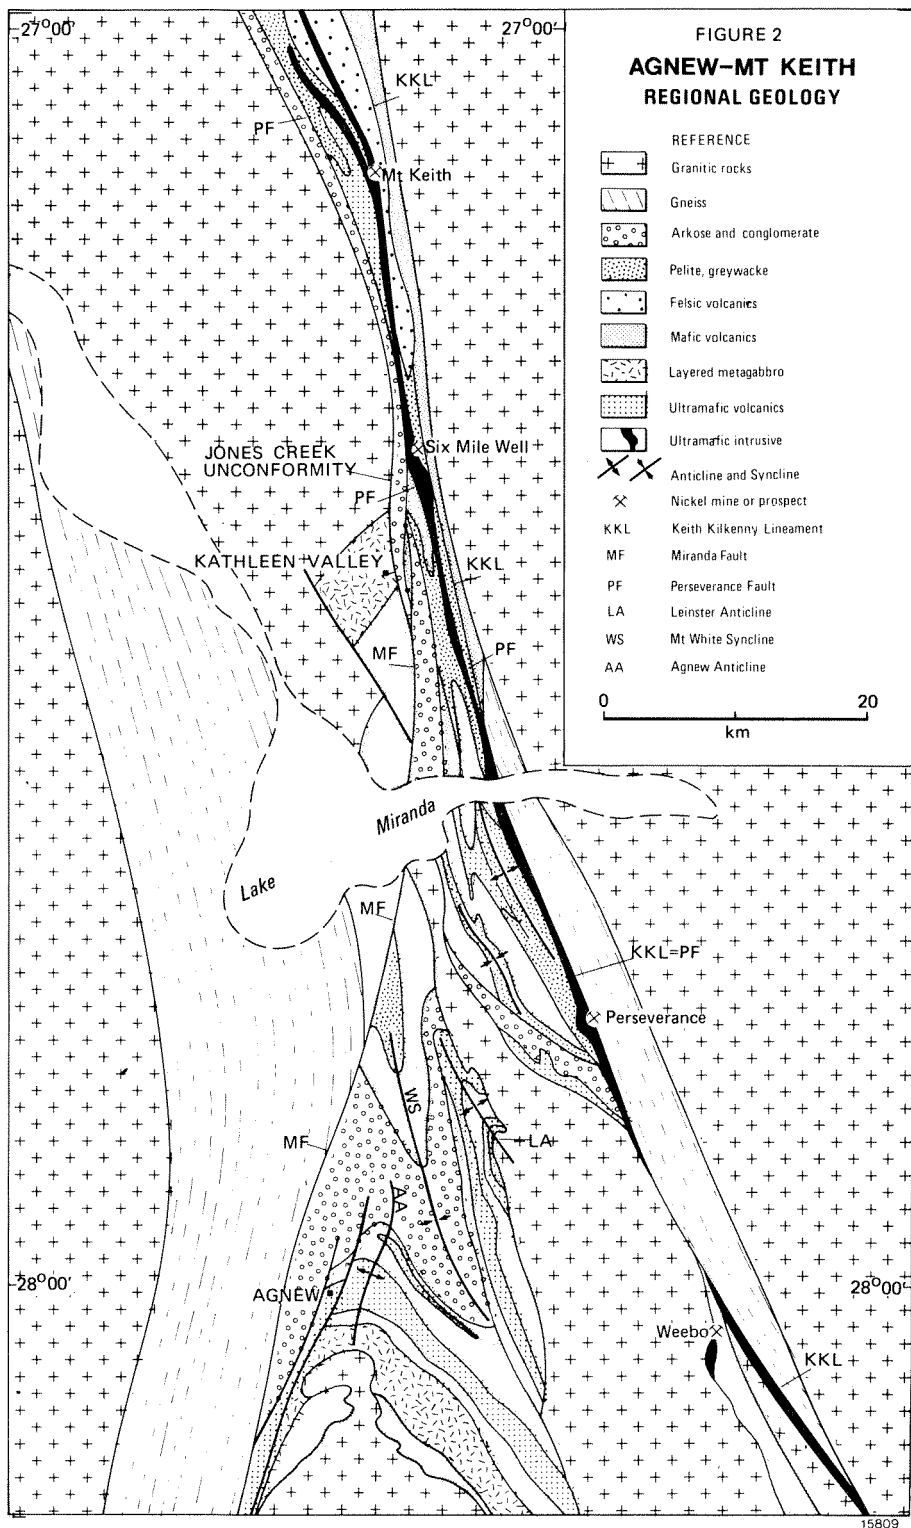 27°00'
27°00'
FIGURE 2
AGNEW–MT KEITH
REGIONAL GEOLOGY
REFERENCE
Granitic rocks
Gneiss
Arkose and conglomerate
Pelite, greywacke
Felsic volcanics
Mafic volcanics
Layered metagabbro
Ultramafic volcanics
Ultramafic intrusive
Anticline and Syncline
Nickel mine or prospect
KKL Keith Kilkenny Lineament
MF Miranda Fault
PF Perseverance Fault
LA Leinster Anticline
WS Mt White Syncline
AA Agnew Anticline
0 20
km
KKL
PF
Mt Keith
JONES CREEK
UNCONFORMITY
Six Mile Well
PF
KATHLEEN VALLEY
KKL
MF
PF
Lake Miranda
MF
KKL=PF
Perseverance
WS
MF
LA
AA
28°00'
28°00'
AGNEW
Weebo
KKL
15809